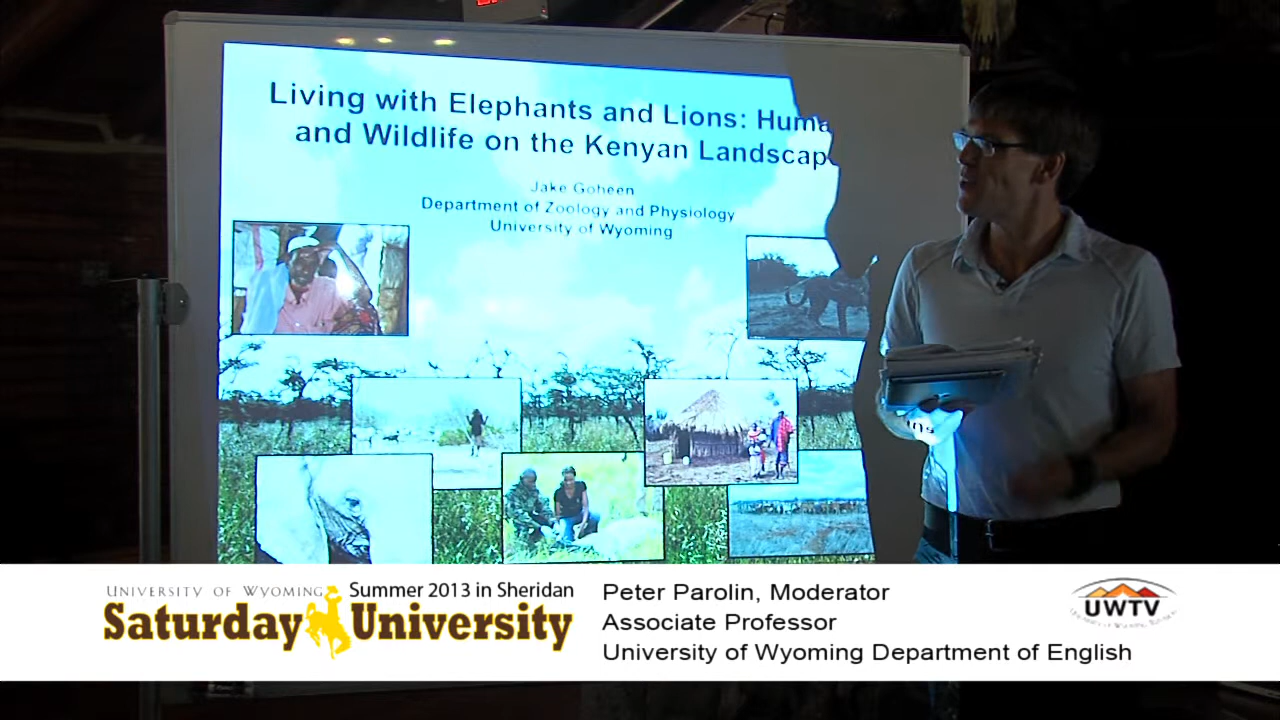 Living with Elephants and Lions: Huma
and Wildlife on the Kenyan Landscap
Jake Goheen
Department of Zoology and Physiology
University of Wyoming
University of Wyoming Summer 2013 in Sheridan
Saturday University
Peter Parolin, Moderator
Associate Professor
University of Wyoming Department of English
UWTV